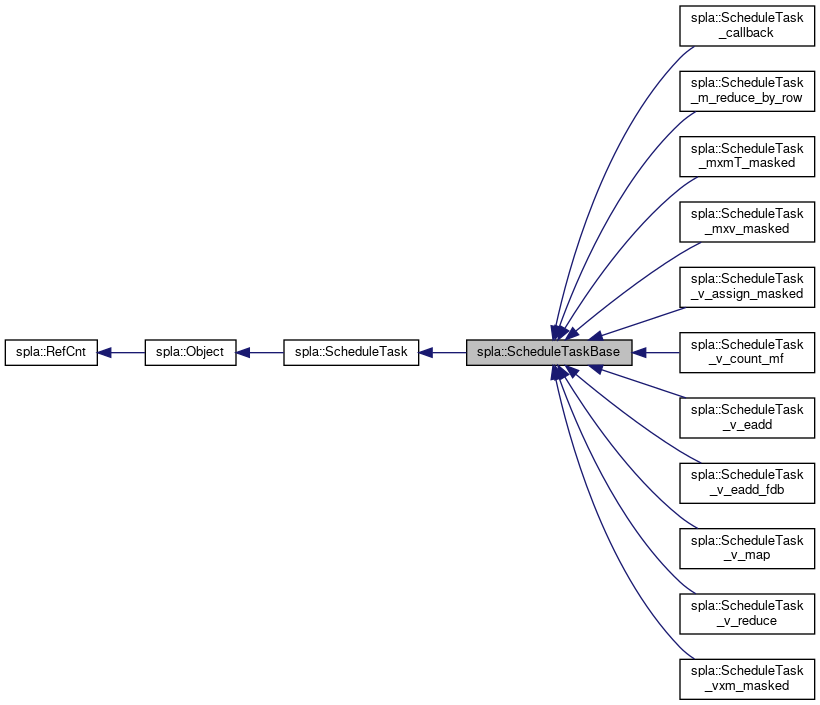 spla::ScheduleTask
_callback
spla::ScheduleTask
_m_reduce_by_row
spla::ScheduleTask
_mxmT_masked
spla::ScheduleTask
_mxv_masked
spla::ScheduleTask
_v_assign_masked
spla::RefCnt
spla::Object
spla::ScheduleTask
spla::ScheduleTaskBase
spla::ScheduleTask
_v_count_mf
spla::ScheduleTask
_v_eadd
spla::ScheduleTask
_v_eadd_fdb
spla::ScheduleTask
_v_map
spla::ScheduleTask
_v_reduce
spla::ScheduleTask
_vxm_masked